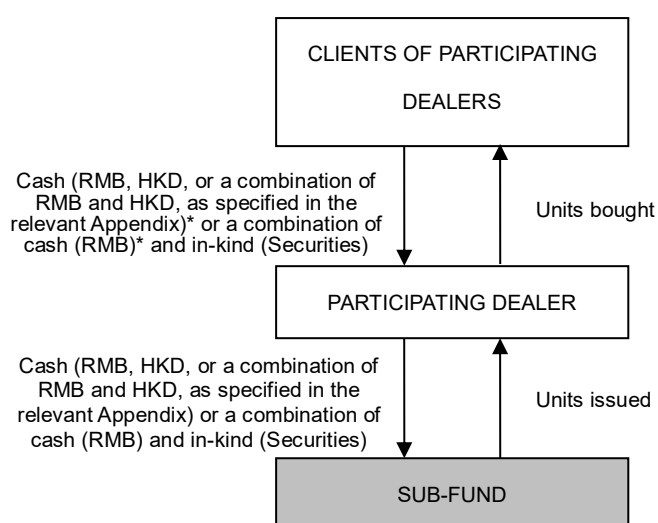 CLIENTS OF PARTICIPATING
DEALERS
Cash (RMB, HKD, or a combination of
RMB and HKD, as specified in the
relevant Appendix)* or a combination of
cash (RMB)* and in-kind (Securities)
Units bought
PARTICIPATING DEALER
Cash (RMB, HKD, or a combination of
RMB and HKD, as specified in the
relevant Appendix) or a combination of
cash (RMB) and in-kind (Securities)
Units issued
SUB-FUND